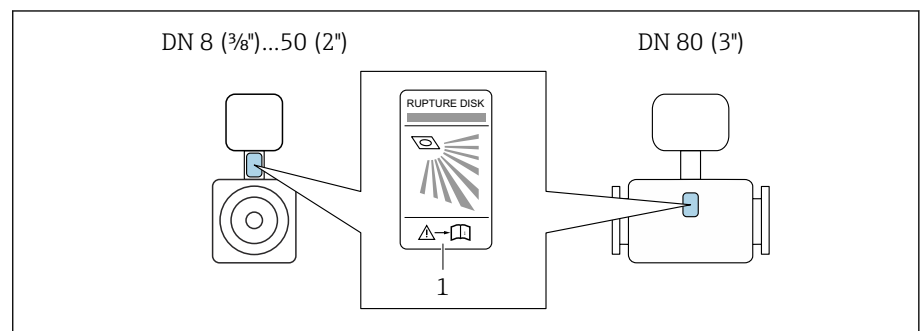 DN 8 (⅜")...50 (2")
DN 80 (3")
RUPTURE DISK
1